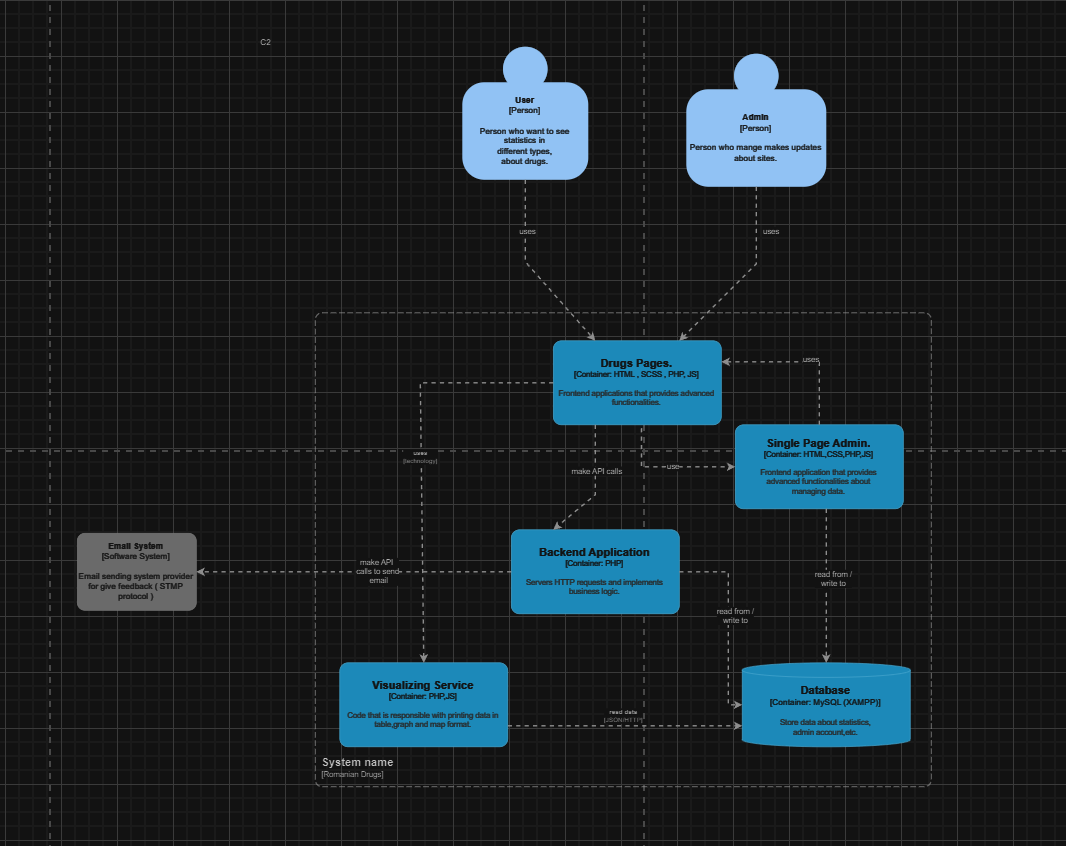 C2
User
[Person]
Person who want to see
statistics in
different types,
about drugs.
Admin
[Person]
Person who mange makes updates
about sites.
uses
uses
Drugs Pages.
[Container: HTML , SCSS , PHP, JS]
Frontend applications that provides advanced
functionalities.
uses
Single Page Admin.
[Container: HTML,CSS,PHP,JS]
Frontend application that provides
advanced functionalities about
managing data.
uses
[technology]
make API calls
use
Email System
[Software System]
Email sending system provider
for give feedback ( STMP
protocol )
make API
calls to send
email
Backend Application
[Container: PHP]
Servers HTTP requests and implements
business logic.
read from /
write to
read from /
write to
Visualizing Service
[Container: PHP,JS]
Code that is responsible with printing data in
table,graph and map format.
read data
[JSON/HTTP]
Database
[Container: MySQL (XAMPP)]
Store data about statistics,
admin account,etc.
System name
[Romanian Drugs]